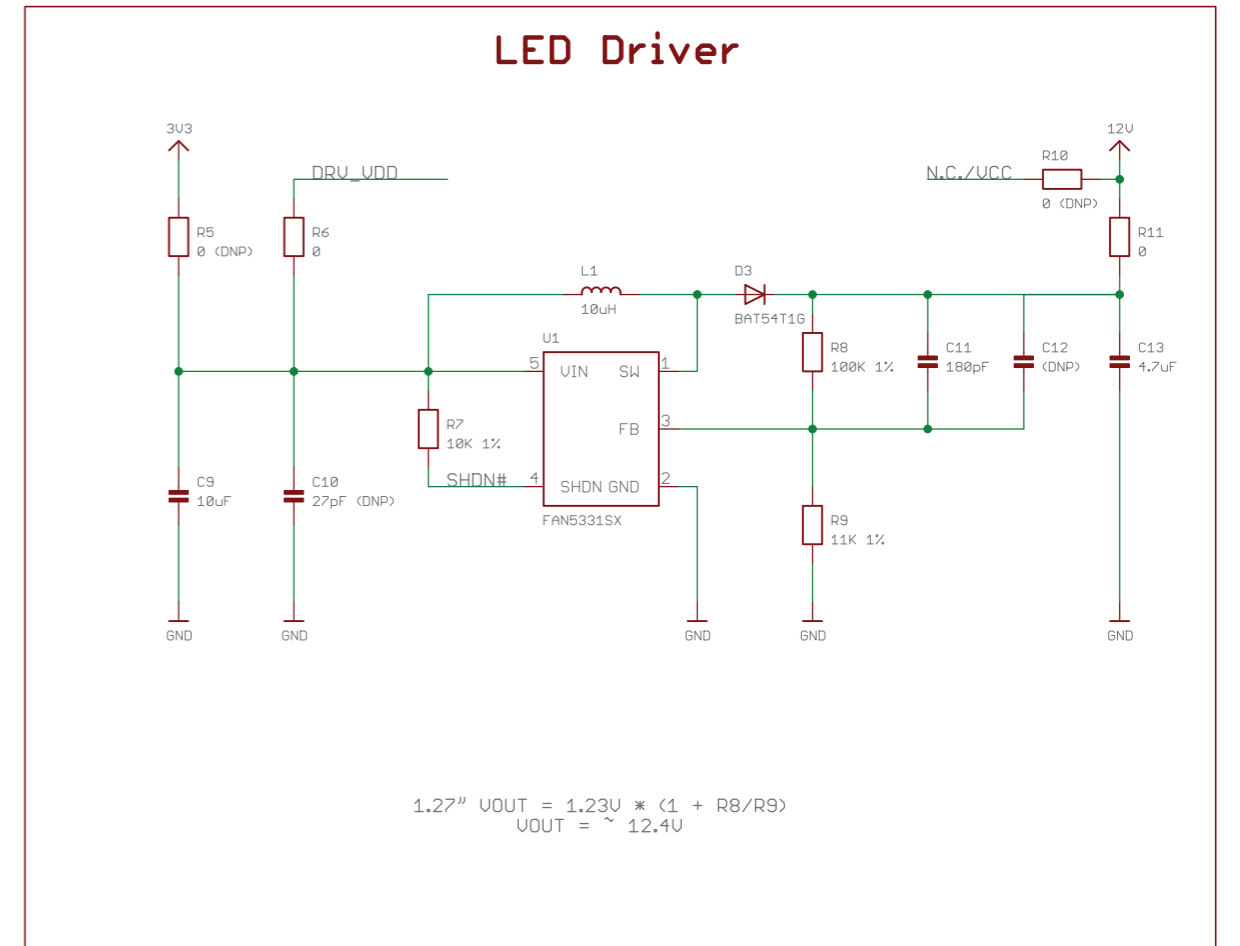 LED Driver
3V3
12V
DRV_VDD
N.C./VCC
R10
0 (DNP)
R5
0 (DNP)
R6
0
R11
0
L1
10uH
D3
BAT54T1G
U1
5
VIN
SW
1
R8
100K 1%
C11
180pF
C12
(DNP)
C13
4.7uF
R7
10K 1%
FB
3
SHDN#
4
SHDN
GND
2
FAN5331SX
C9
10uF
C10
27pF (DNP)
R9
11K 1%
GND
GND
GND
GND
GND
1.27" VOUT = 1.23V * (1 + R8/R9)
VOUT = ~ 12.4V